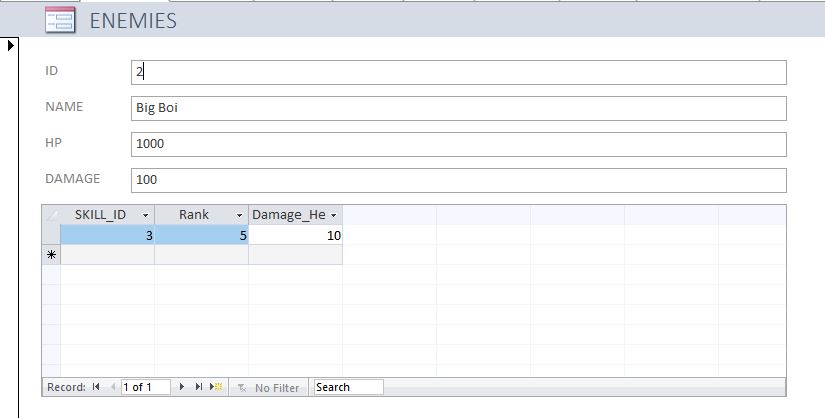 ENEMIES
ID 2
NAME Big Boi
HP 1000
DAMAGE 100
SKILL_ID Rank Damage_He
3 5 10
Record: 1 of 1 No Filter Search